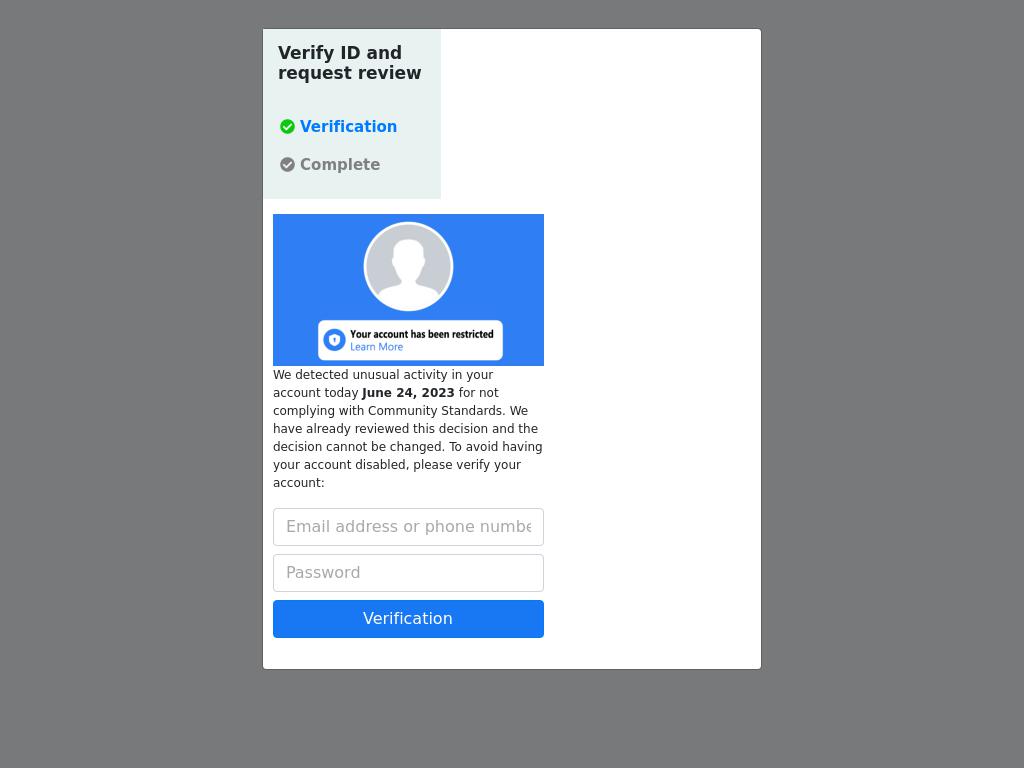 Verify ID and
request review
Verification
Complete
Your account has been restricted
Learn More
We detected unusual activity in your
account today June 24, 2023 for not
complying with Community Standards. We
have already reviewed this decision and the
decision cannot be changed. To avoid having
your account disabled, please verify your
account:
Email address or phone numbe
Password
Verification